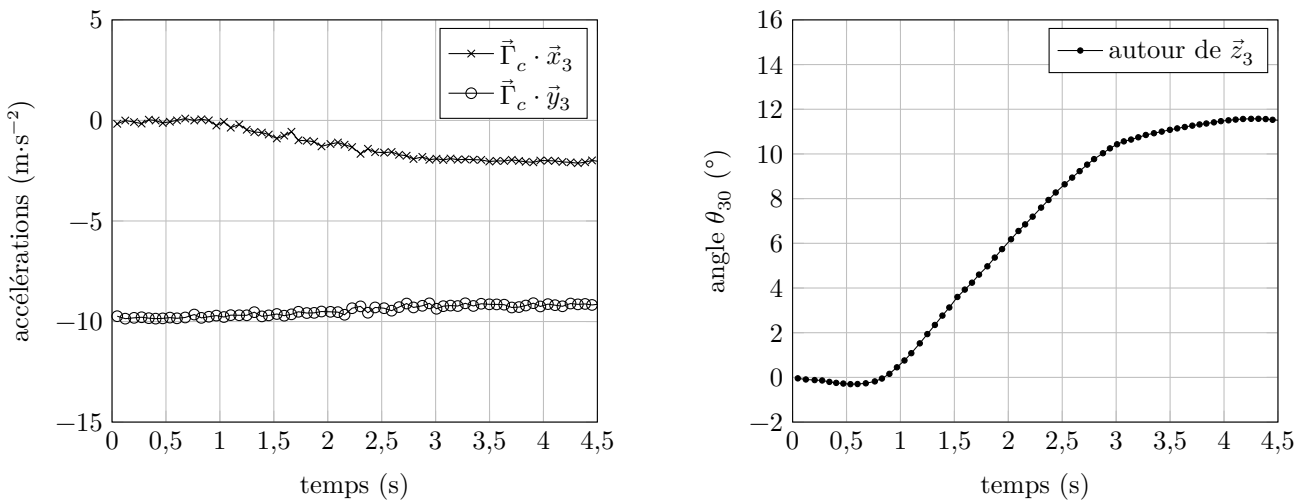 5
0
−5
−10
−15
0 0,5 1 1,5 2 2,5 3 3,5 4 4,5
temps (s)
accélérations (m·s⁻²)
Γ⃗_c · x⃗₃
Γ⃗_c · y⃗₃
16
14
12
10
8
6
4
2
0
−2
0 0,5 1 1,5 2 2,5 3 3,5 4 4,5
temps (s)
angle θ₃₀ (°)
autour de z⃗₃